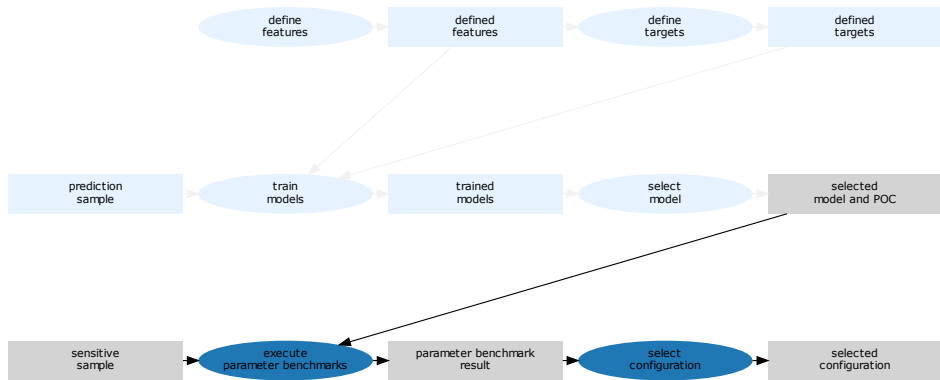 define
features
defined
features
define
targets
defined
targets
prediction
sample
train
models
trained
models
select
model
selected
model and POC
sensitive
sample
execute
parameter benchmarks
parameter benchmark
result
select
configuration
selected
configuration